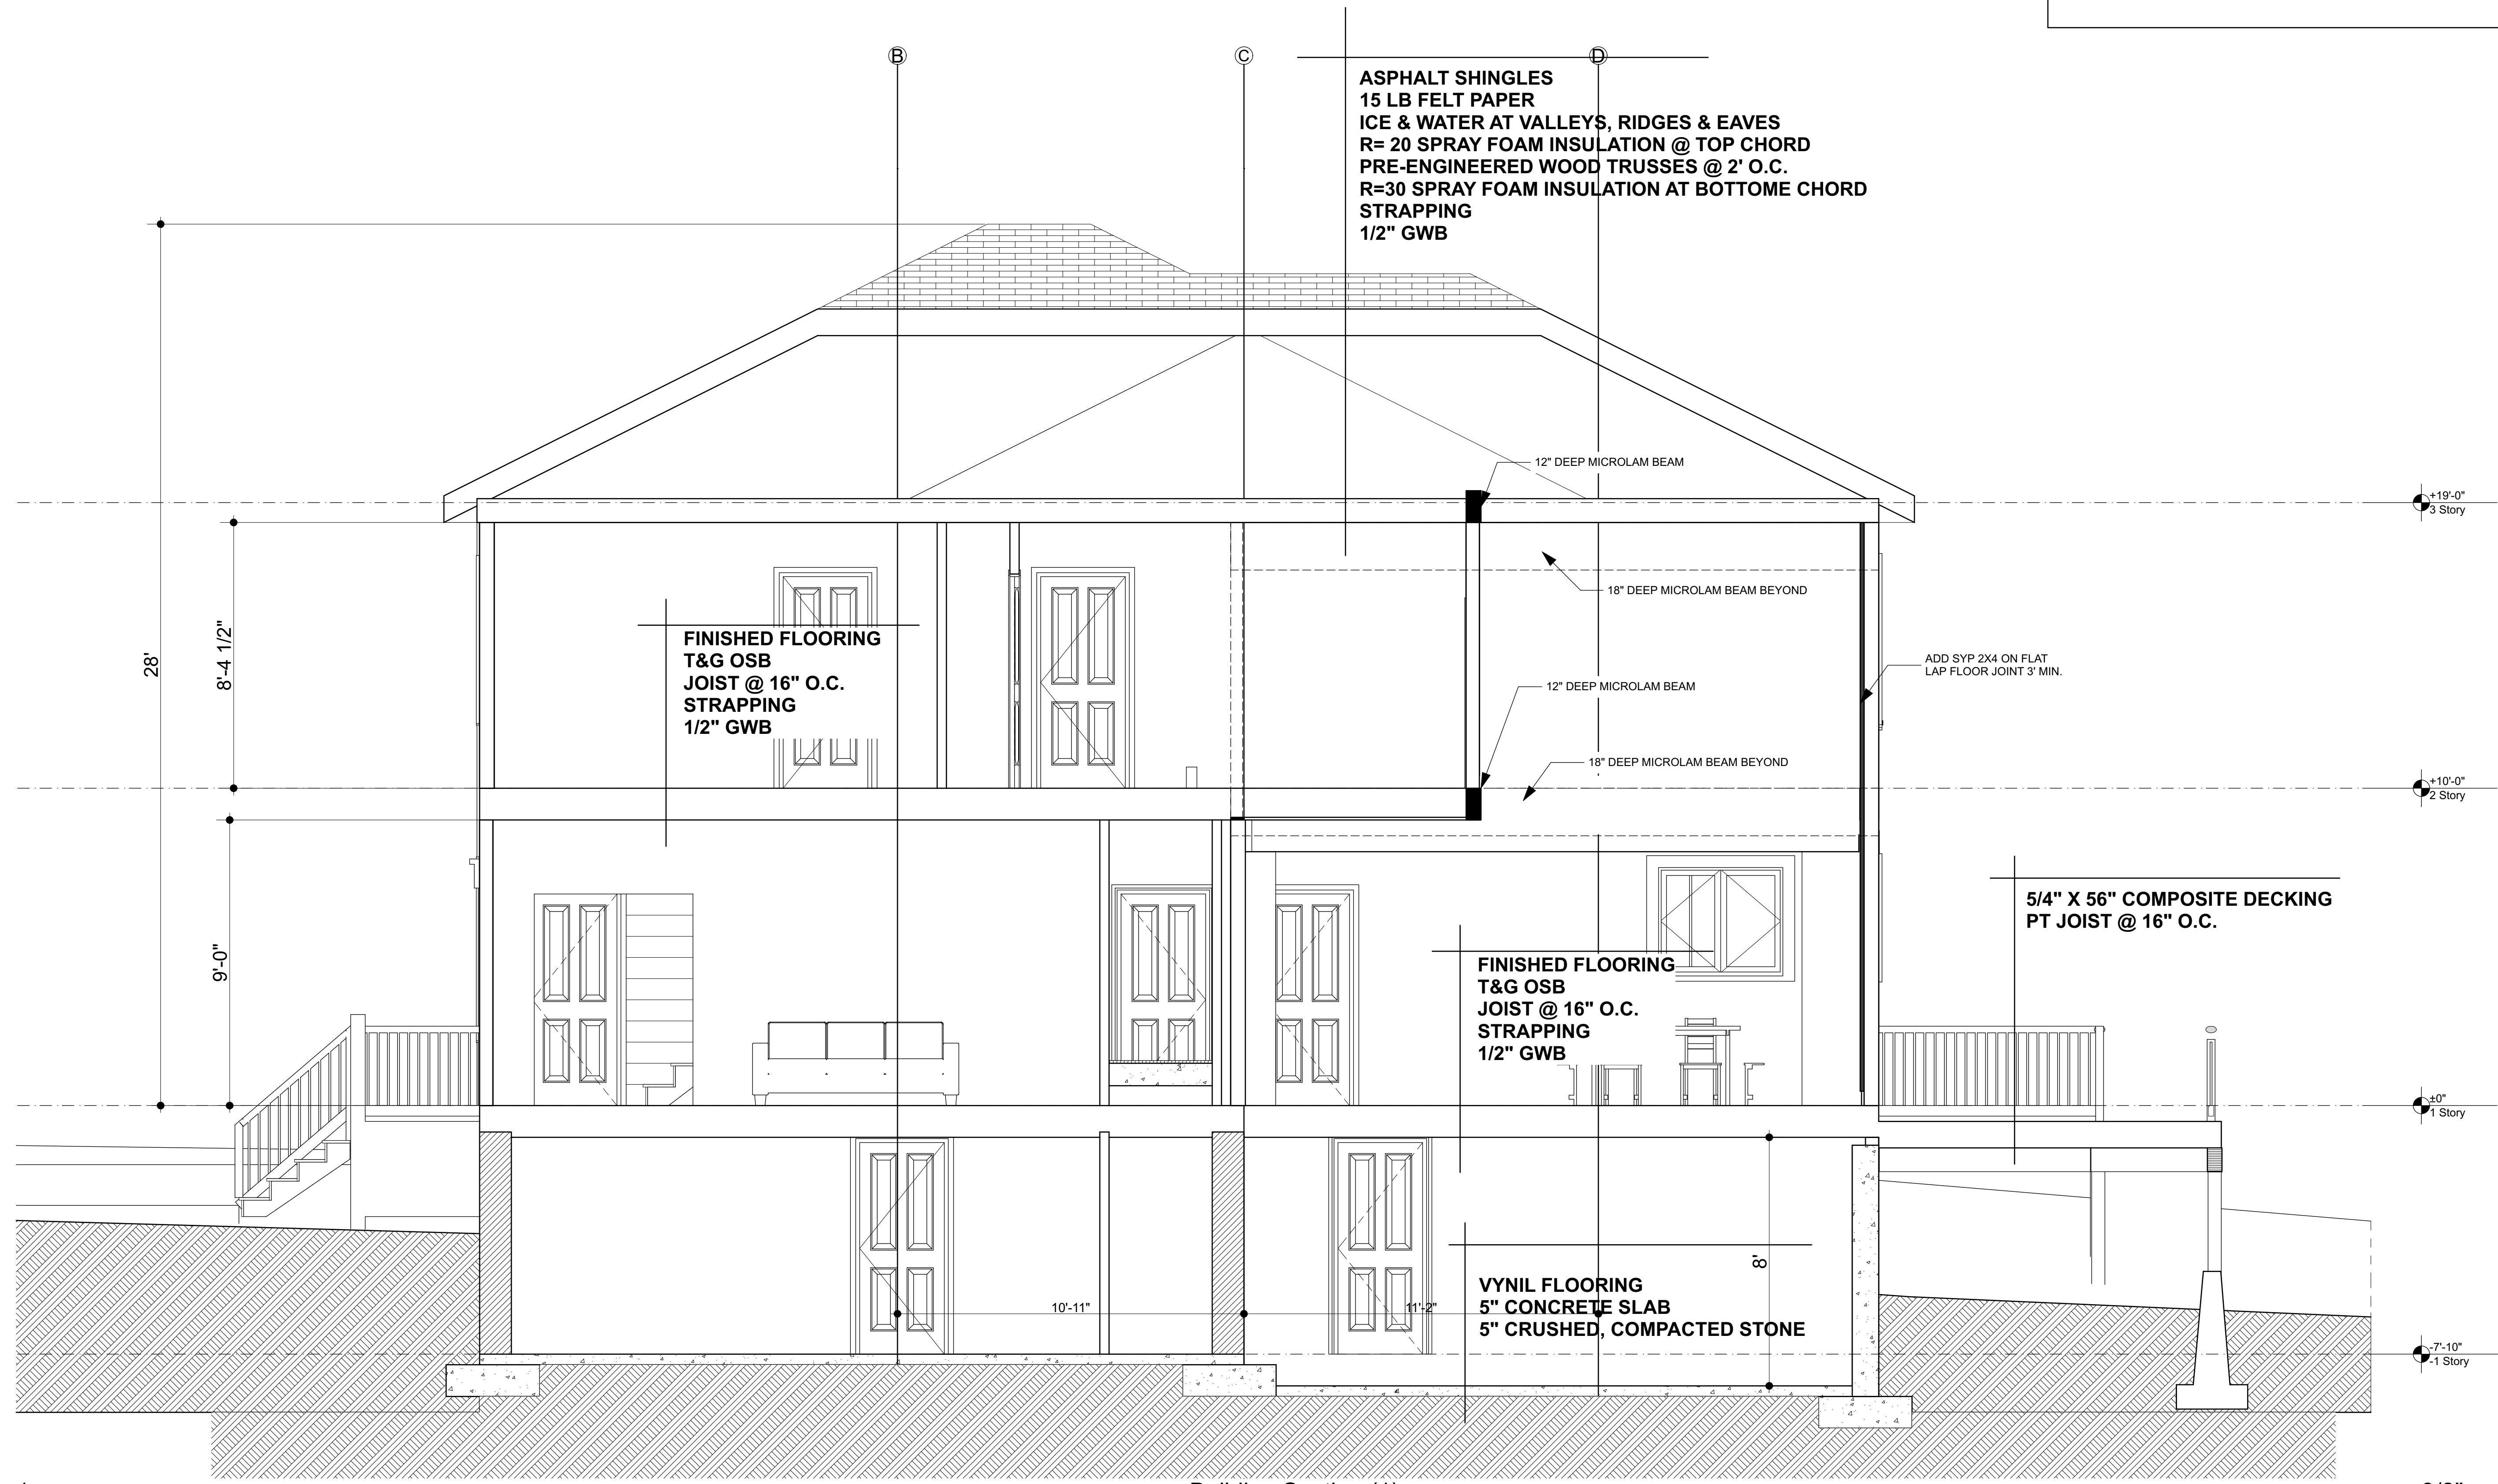 B
C
D
ASPHALT SHINGLES
15 LB FELT PAPER
ICE & WATER AT VALLEYS, RIDGES & EAVES
R= 20 SPRAY FOAM INSULATION @ TOP CHORD
PRE-ENGINEERED WOOD TRUSSES @ 2' O.C.
R=30 SPRAY FOAM INSULATION AT BOTTOME CHORD
STRAPPING
1/2" GWB
12" DEEP MICROLAM BEAM
+19'-0"
3 Story
18" DEEP MICROLAM BEAM BEYOND
28'
8'-4 1/2"
FINISHED FLOORING
T&G OSB
JOIST @ 16" O.C.
STRAPPING
1/2" GWB
ADD SYP 2X4 ON FLAT
LAP FLOOR JOINT 3' MIN.
12" DEEP MICROLAM BEAM
18" DEEP MICROLAM BEAM BEYOND
+10'-0"
2 Story
9'-0"
5/4" X 56" COMPOSITE DECKING
PT JOIST @ 16" O.C.
FINISHED FLOORING
T&G OSB
JOIST @ 16" O.C.
STRAPPING
1/2" GWB
±0"
1 Story
8'
VYNIL FLOORING
5" CONCRETE SLAB
5" CRUSHED, COMPACTED STONE
10'-11"
11'-2"
-7'-10"
-1 Story